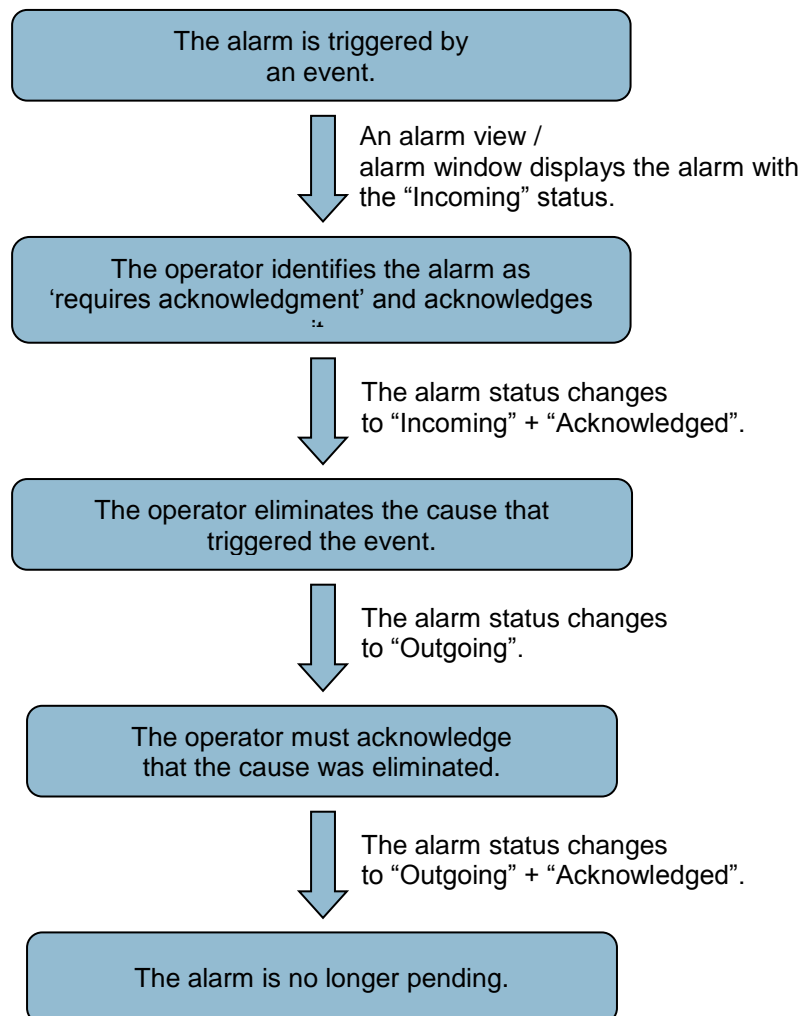 The alarm is triggered by
an event.
An alarm view /
alarm window displays the alarm with
the “Incoming” status.
The operator identifies the alarm as
‘requires acknowledgment’ and acknowledges
The alarm status changes
to “Incoming” + “Acknowledged”.
The operator eliminates the cause that
triggered the event.
The alarm status changes
to “Outgoing”.
The operator must acknowledge
that the cause was eliminated.
The alarm status changes
to “Outgoing” + “Acknowledged”.
The alarm is no longer pending.